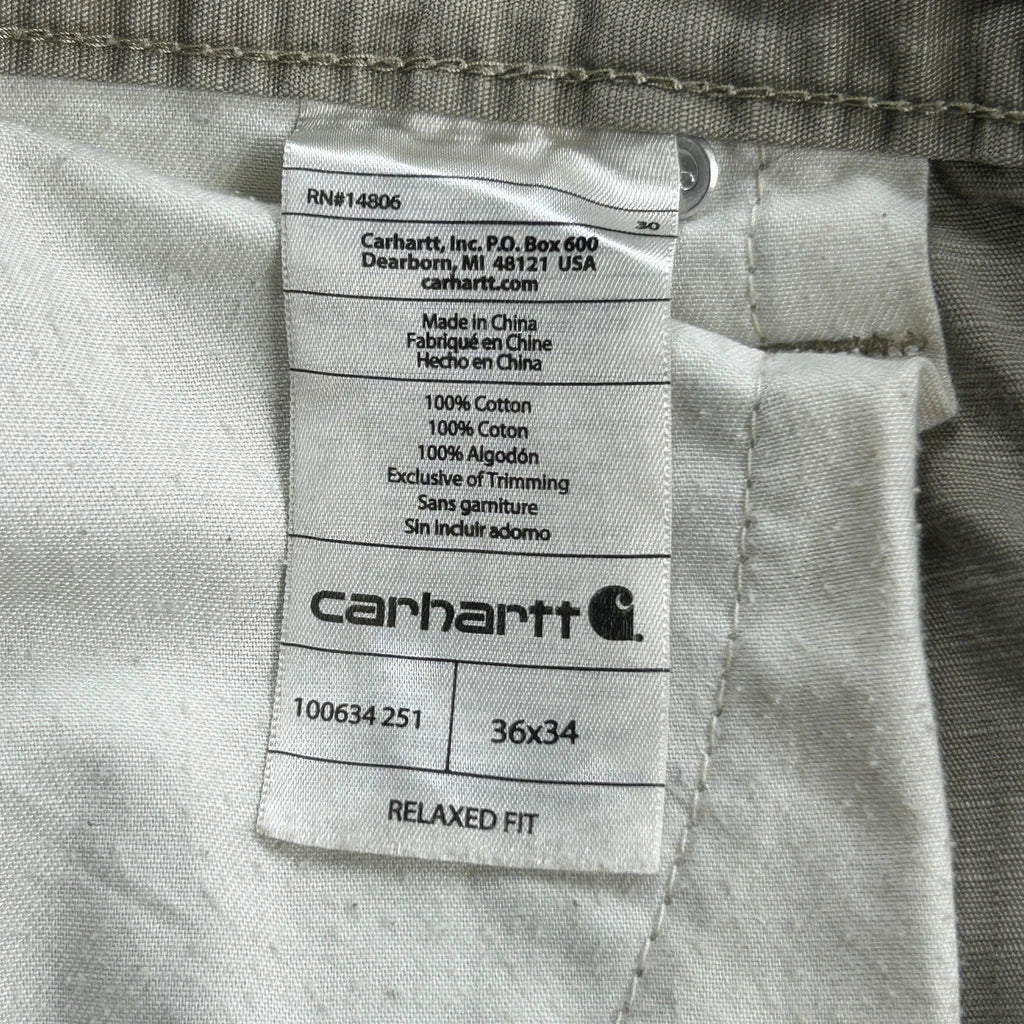 RN#14806
30
Carhartt, Inc. P.O. Box 600
Dearborn, MI 48121 USA
carhartt.com
Made in China
Fabriqué en Chine
Hecho en China
100% Cotton
100% Coton
100% Algodón
Exclusive of Trimming
Sans garniture
Sin Incluir adorno
carhartt
100634 251
36x34
RELAXED FIT